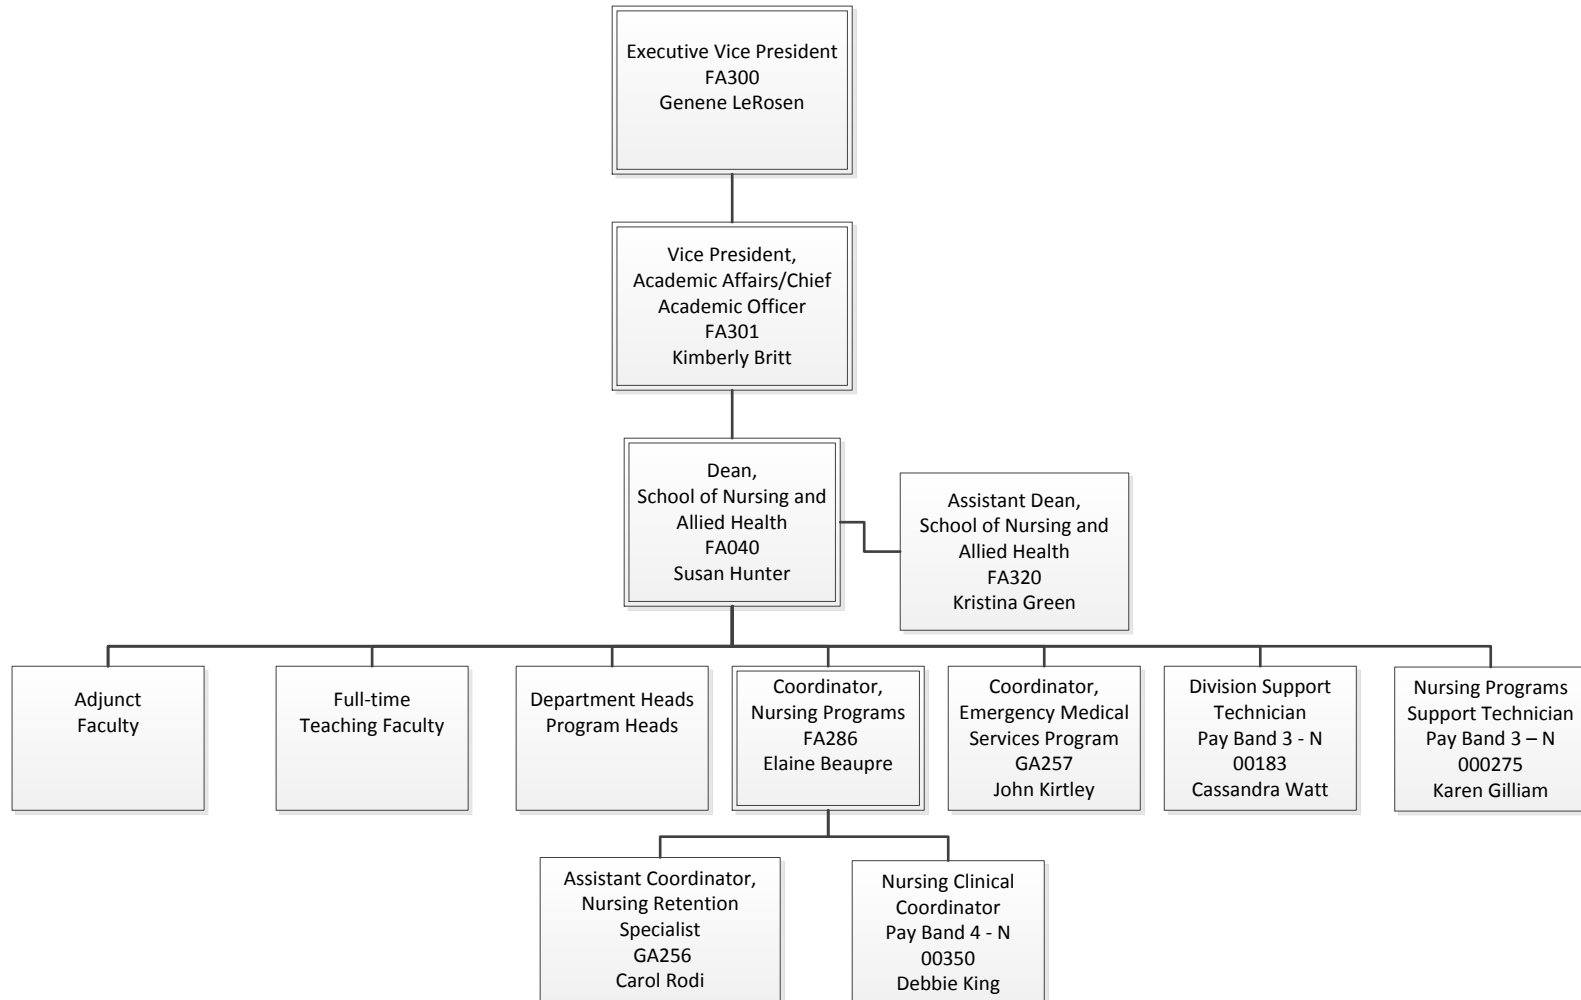 Executive Vice President
FA300
Genene LeRosen
Vice President,
Academic Affairs/Chief
Academic Officer
FA301
Kimberly Britt
Dean,
School of Nursing and
Allied Health
FA040
Susan Hunter
Assistant Dean,
School of Nursing and
Allied Health
FA320
Kristina Green
Adjunct
Faculty
Full-time
Teaching Faculty
Department Heads
Program Heads
Coordinator,
Nursing Programs
FA286
Elaine Beaupre
Coordinator,
Emergency Medical
Services Program
GA257
John Kirtley
Division Support
Technician
Pay Band 3 - N
00183
Cassandra Watt
Nursing Programs
Support Technician
Pay Band 3 – N
000275
Karen Gilliam
Assistant Coordinator,
Nursing Retention
Specialist
GA256
Carol Rodi
Nursing Clinical
Coordinator
Pay Band 4 - N
00350
Debbie King